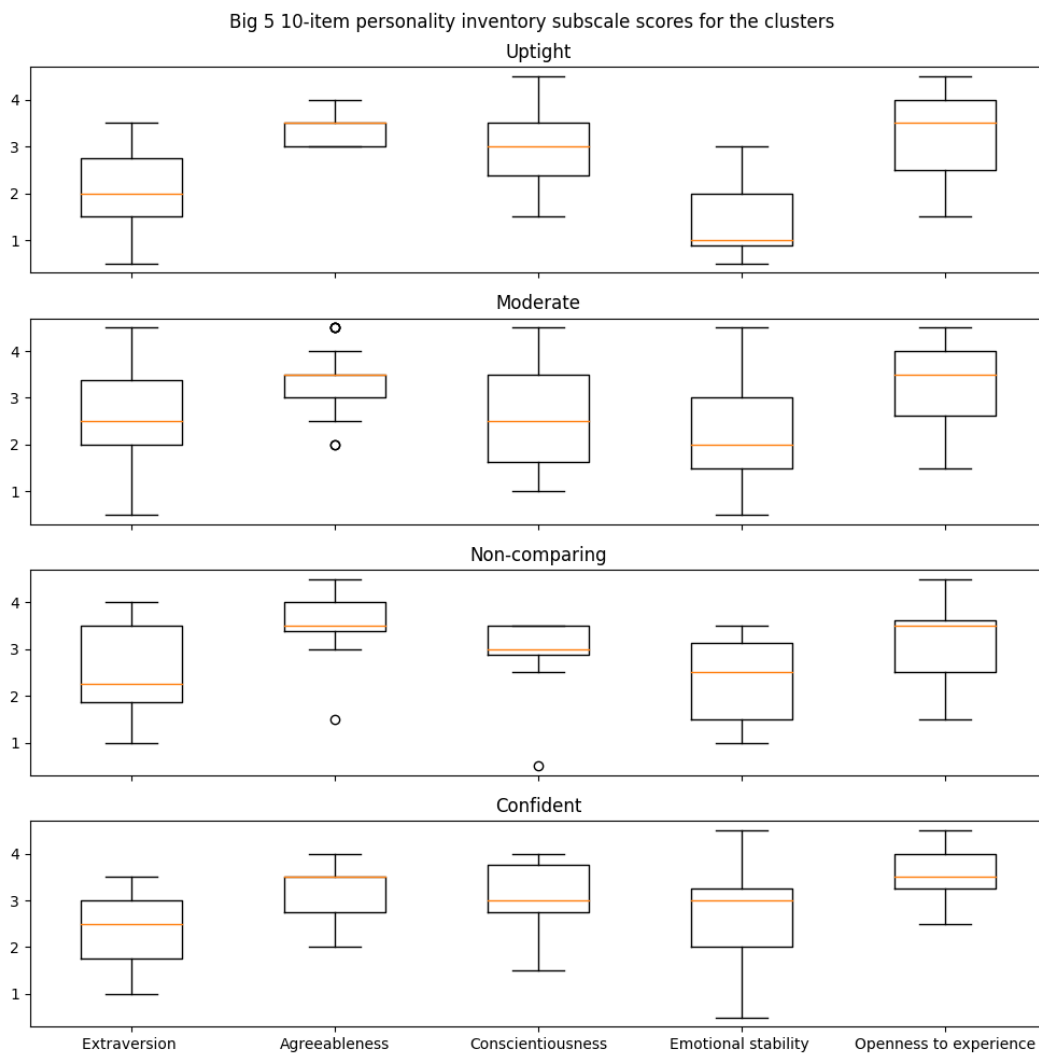 Big 5 10-item personality inventory subscale scores for the clusters
Uptight
4
3
2
1
Moderate
4
3
2
1
Non-comparing
4
3
2
1
Confident
4
3
2
1
Extraversion Agreeableness Conscientiousness Emotional stability Openness to experience